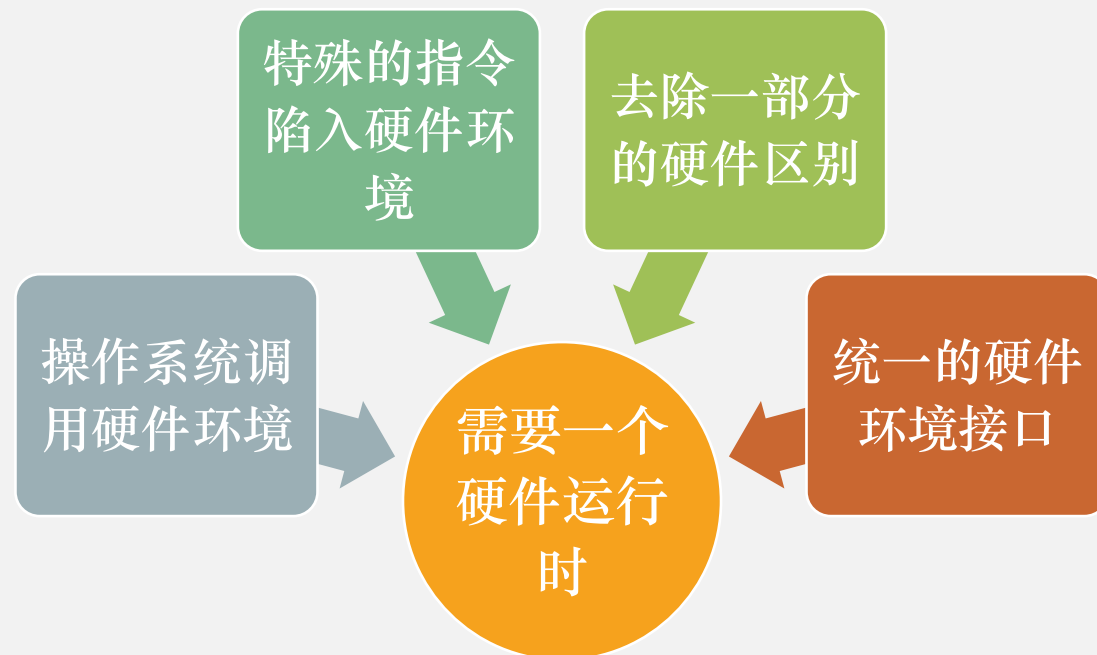 特殊的指令
陷入硬件环
境
去除一部分
的硬件区别
操作系统调
用硬件环境
统一的硬件
环境接口
需要一个
硬件运行
时